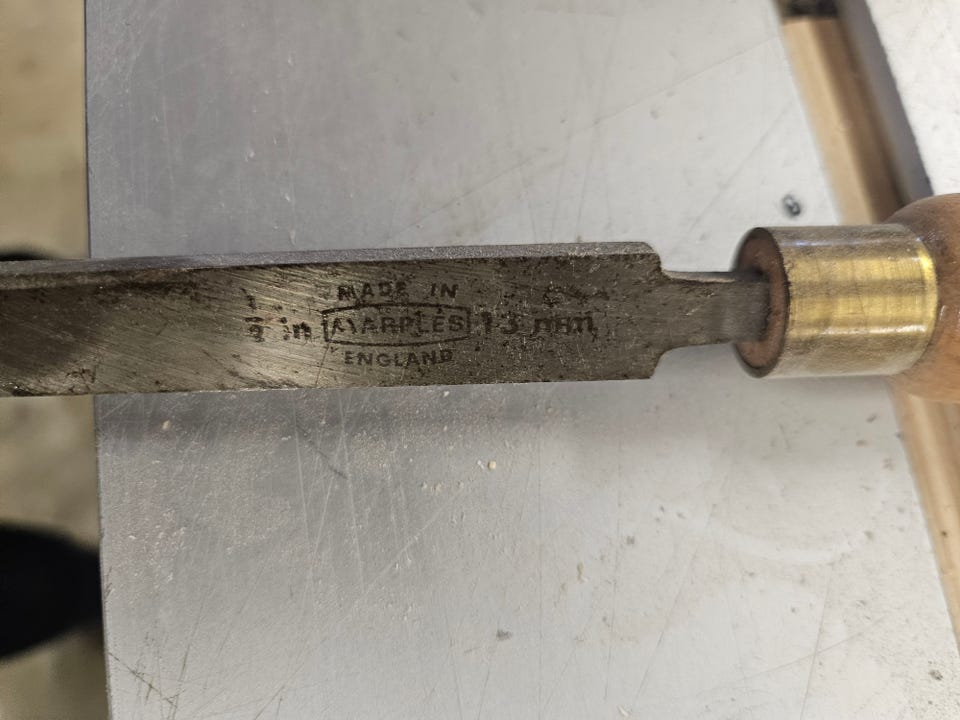 MADE IN
1/2 in MARPLES 13 mm
ENGLAND